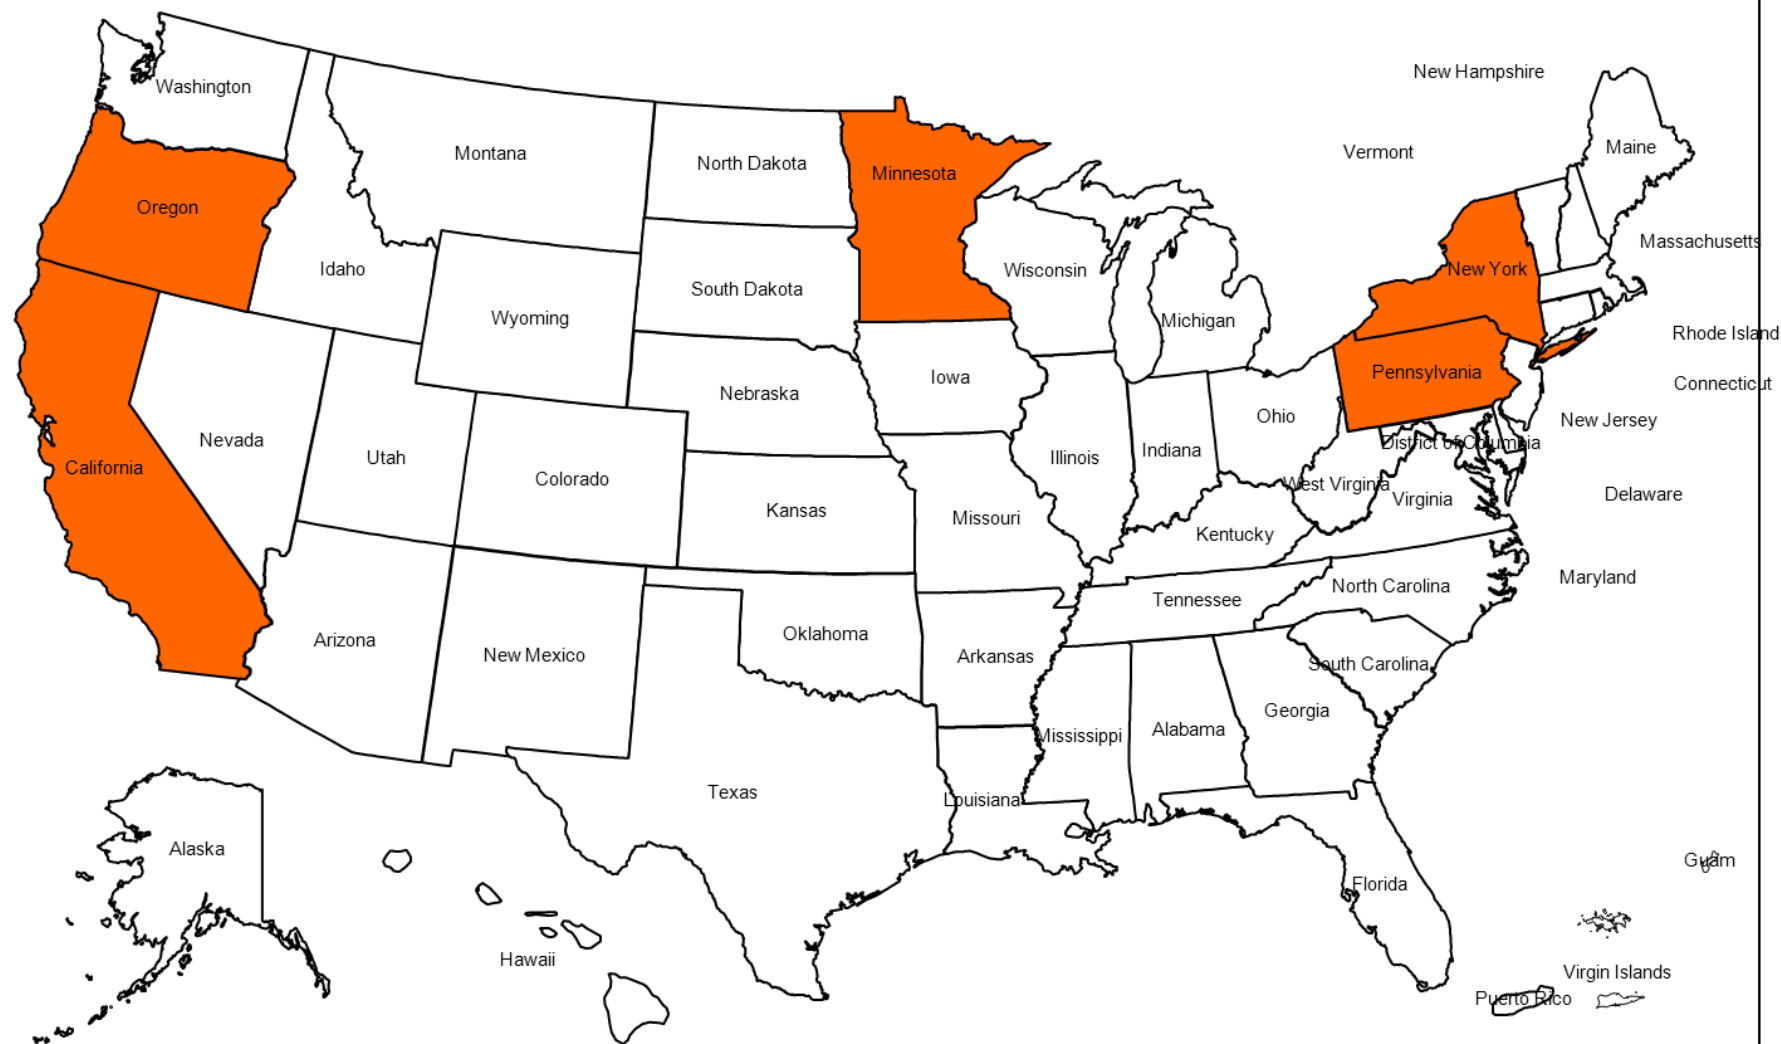 New Hampshire
Washington
Maine
Vermont
Montana
North Dakota
Minnesota
Oregon
Massachusetts
Idaho
New York
Wisconsin
South Dakota
Wyoming
Michigan
Rhode Island
Pennsylvania
Iowa
Connecticut
Nebraska
Ohio
New Jersey
Nevada
District of Columbia
Indiana
Utah
Illinois
California
Colorado
West Virginia
Delaware
Virginia
Kansas
Missouri
Kentucky
Maryland
North Carolina
Tennessee
Oklahoma
Arizona
New Mexico
Arkansas
South Carolina
Georgia
Alabama
Mississippi
Texas
Louisiana
Alaska
Guam
Florida
Hawaii
Virgin Islands
Puerto Rico